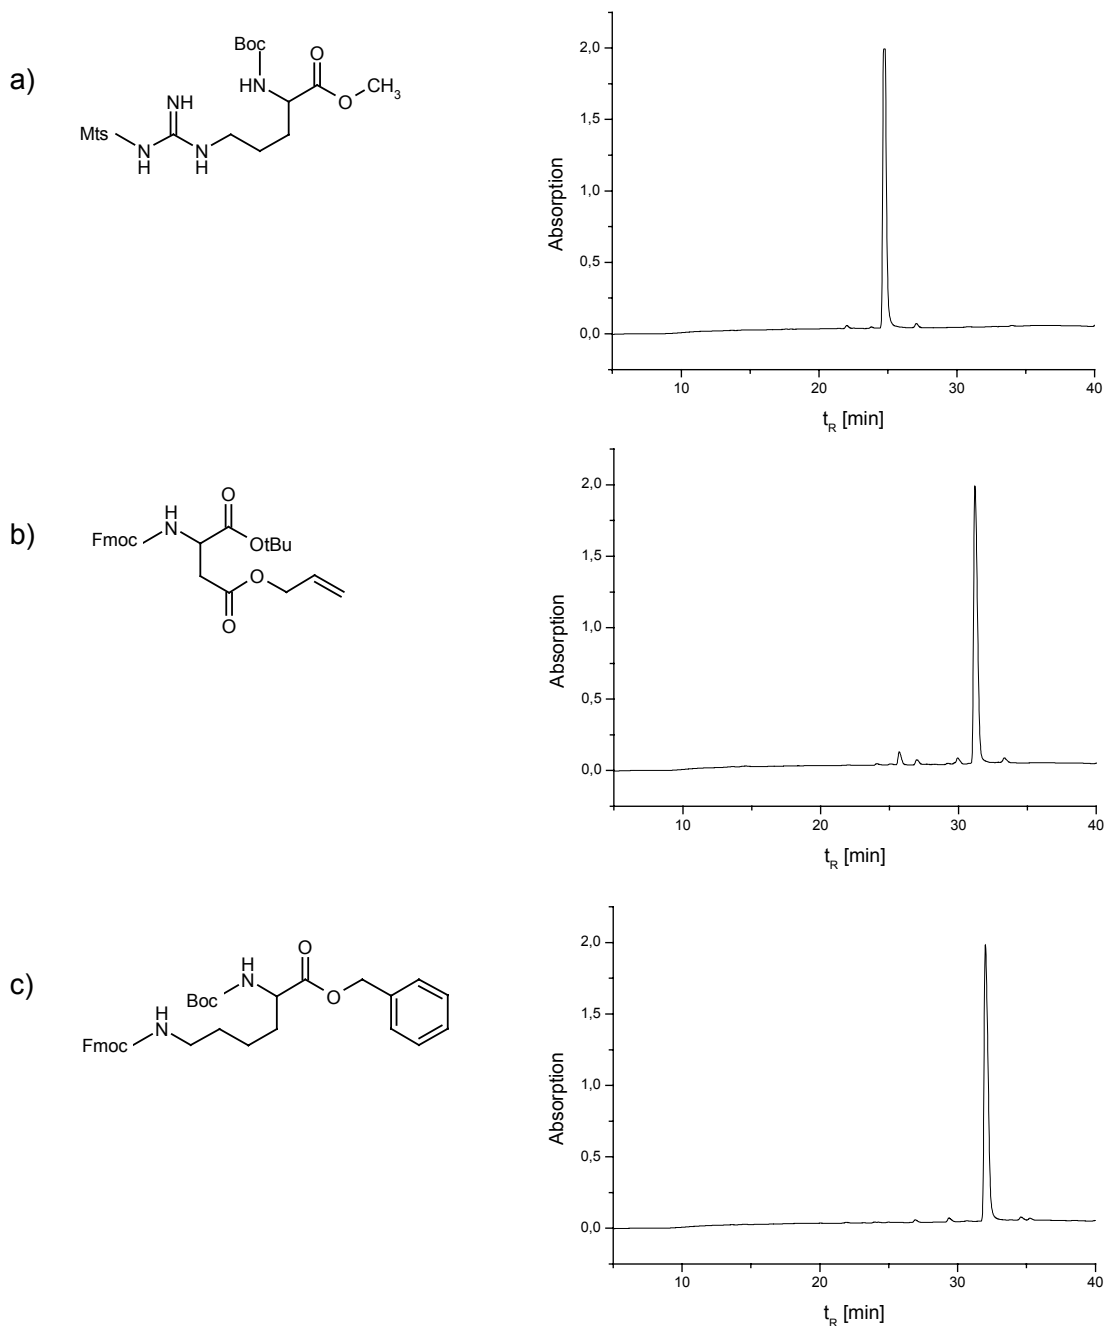 a)
Boc
HN
O
O
CH3
NH
Mts
N
H
N
H
2,0
1,5
1,0
0,5
0,0
Absorption
10 20 30 40
tR [min]
b)
Fmoc
H
N
O
OtBu
O
O
2,0
1,5
1,0
0,5
0,0
Absorption
10 20 30 40
tR [min]
c)
Fmoc
H
N
Boc
H
N
O
O
2,0
1,5
1,0
0,5
0,0
Absorption
10 20 30 40
tR [min]